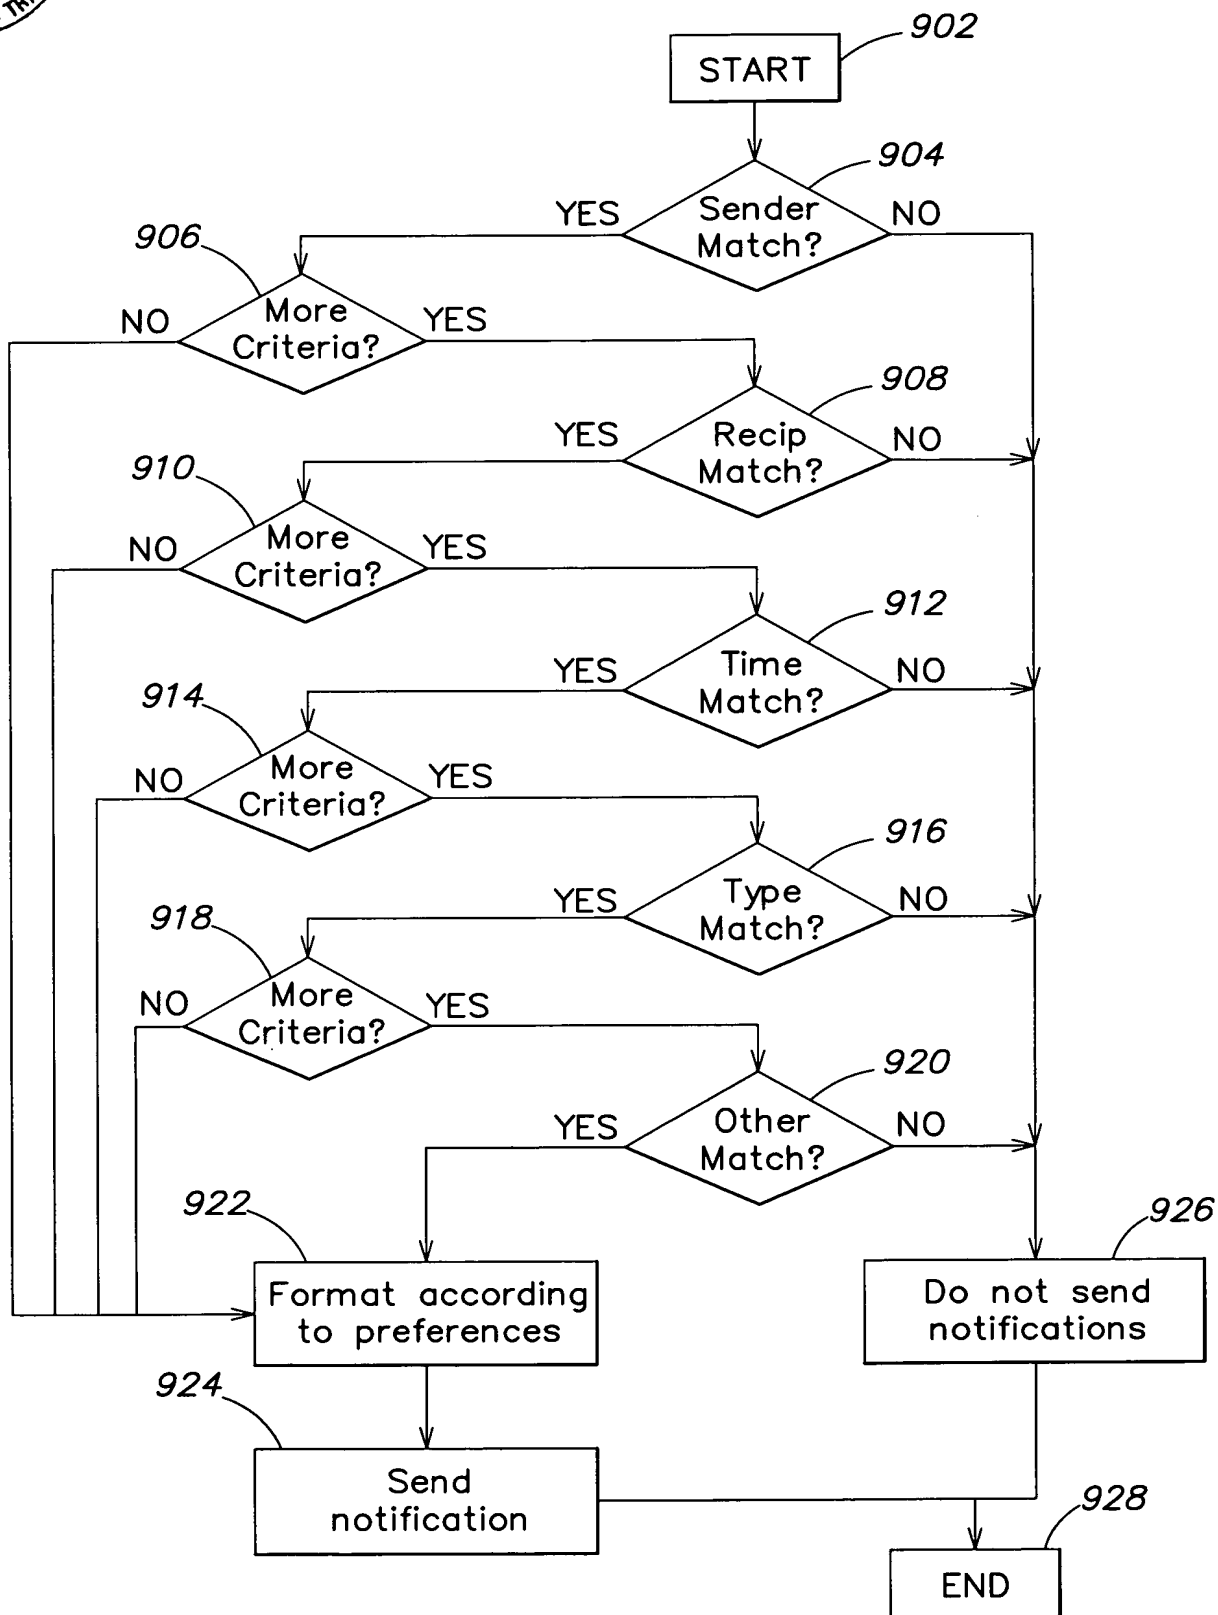 902
START
904
YES
Sender
Match?
NO
906
NO
More
Criteria?
YES
908
YES
Recip
Match?
NO
910
NO
More
Criteria?
YES
912
YES
Time
Match?
NO
914
NO
More
Criteria?
YES
916
YES
Type
Match?
NO
918
NO
More
Criteria?
YES
920
YES
Other
Match?
NO
922
926
Format according
to preferences
Do not send
notifications
924
Send
notification
928
END